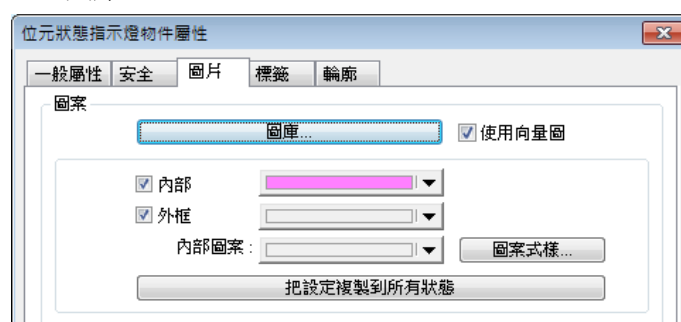 位元狀態指示燈物件屬性
一般屬性 安全 圖片 標籤 輪廓
圖案
圖庫... 使用向量圖
內部
外框
內部圖案 : 圖案式樣...
把設定複製到所有狀態